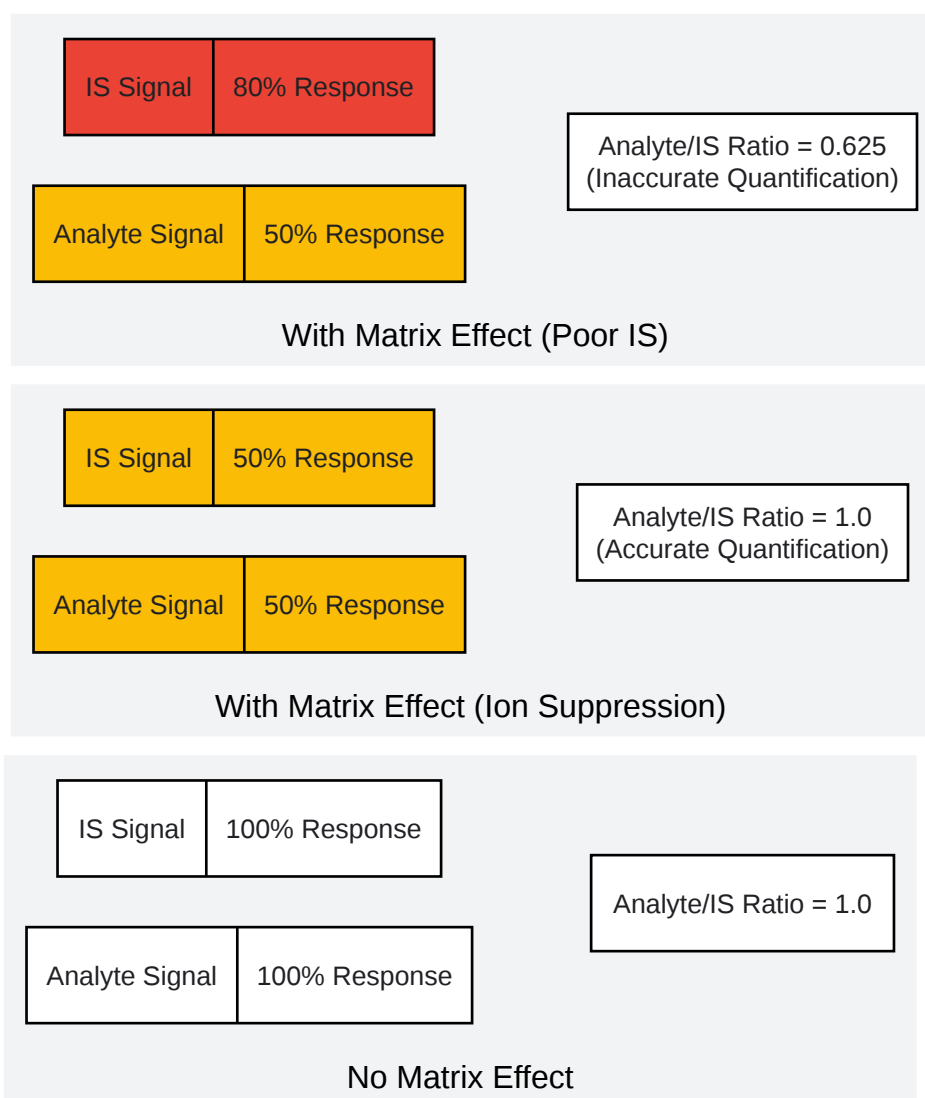 IS Signal
80% Response
Analyte/IS Ratio = 0.625
(Inaccurate Quantification)
Analyte Signal
50% Response
With Matrix Effect (Poor IS)
IS Signal
50% Response
Analyte/IS Ratio = 1.0
(Accurate Quantification)
Analyte Signal
50% Response
With Matrix Effect (Ion Suppression)
IS Signal
100% Response
Analyte/IS Ratio = 1.0
Analyte Signal
100% Response
No Matrix Effect